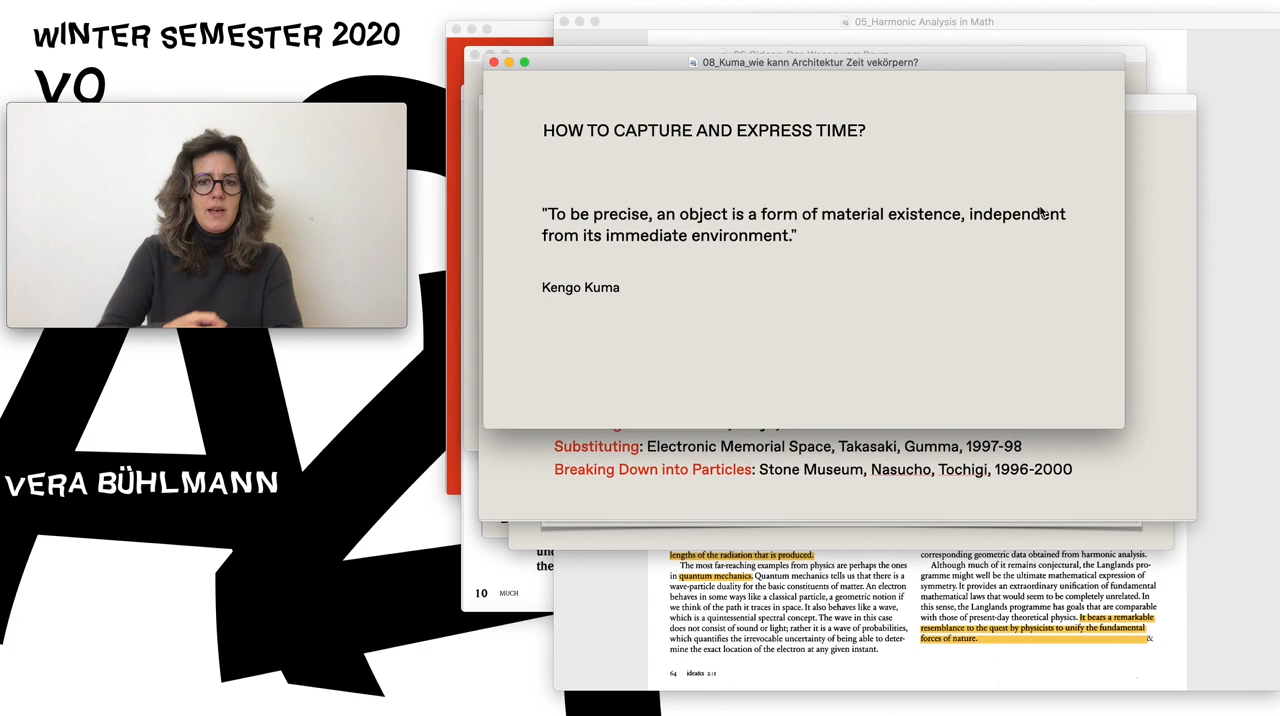 WINTER SEMESTER 2020
VO
VERA BÜHLMANN
05_Harmonic Analysis in Math
08_Kuma_wie kann Architektur Zeit vekörpern?
HOW TO CAPTURE AND EXPRESS TIME?
"To be precise, an object is a form of material existence, independent
from its immediate environment."
Kengo Kuma
Substituting: Electronic Memorial Space, Takasaki, Gumma, 1997-98
Breaking Down into Particles: Stone Museum, Nasucho, Tochigi, 1996-2000
the
10 MUCH
lengths of the radiation that is produced.
The most far-reaching examples from physics are perhaps the ones
in quantum mechanics. Quantum mechanics tells us that there is a
wave-particle duality for the basic constituents of matter. An electron
behaves in some ways like a classical particle, a geometric notion if
we think of the path it traces in space. It also behaves like a wave,
which is a quintessential spectral concept. The wave in this case
does not consist of sound or light; rather it is a wave of probabilities,
which quantifies the irrevocable uncertainty of being able to deter-
mine the exact location of the electron at any given instant.
64 ideas 2:1
corresponding geometric data obtained from harmonic analysis.
Although much of it remains conjectural, the Langlands pro-
gramme might well be the ultimate mathematical expression of
symmetry. It provides an extraordinary unification of fundamental
mathematical laws that would seem to be completely unrelated. In
this sense, the Langlands programme has goals that are comparable
with those of present-day theoretical physics. It bears a remarkable
resemblance to the quest by physicists to unify the fundamental
forces of nature. &